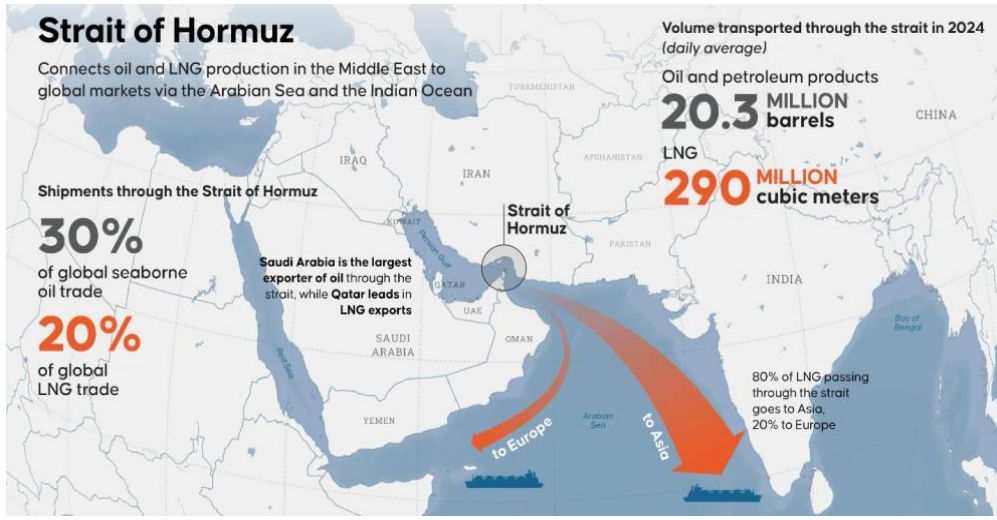 Strait of Hormuz
Connects oil and LNG production in the Middle East to
global markets via the Arabian Sea and the Indian Ocean
Volume transported through the strait in 2024
(daily average)
Oil and petroleum products
20.3 MILLION
barrels
LNG
290 MILLION
cubic meters
Shipments through the Strait of Hormuz
30%
of global seaborne
oil trade
20%
of global
LNG trade
Saudi Arabia is the largest
exporter of oil through the
strait, while Qatar leads in
LNG exports
Strait of
Hormuz
TURKMENISTAN
CHINA
IRAQ
IRAN
AFGHANISTAN
KUWAIT
Persian Gulf
PAKISTAN
QATAR
UAE
INDIA
SAUDI
ARABIA
OMAN
Bay of
Bengal
Red Sea
YEMEN
Arabian
Sea
to Europe
to Asia
80% of LNG passing
through the strait
goes to Asia,
20% to Europe